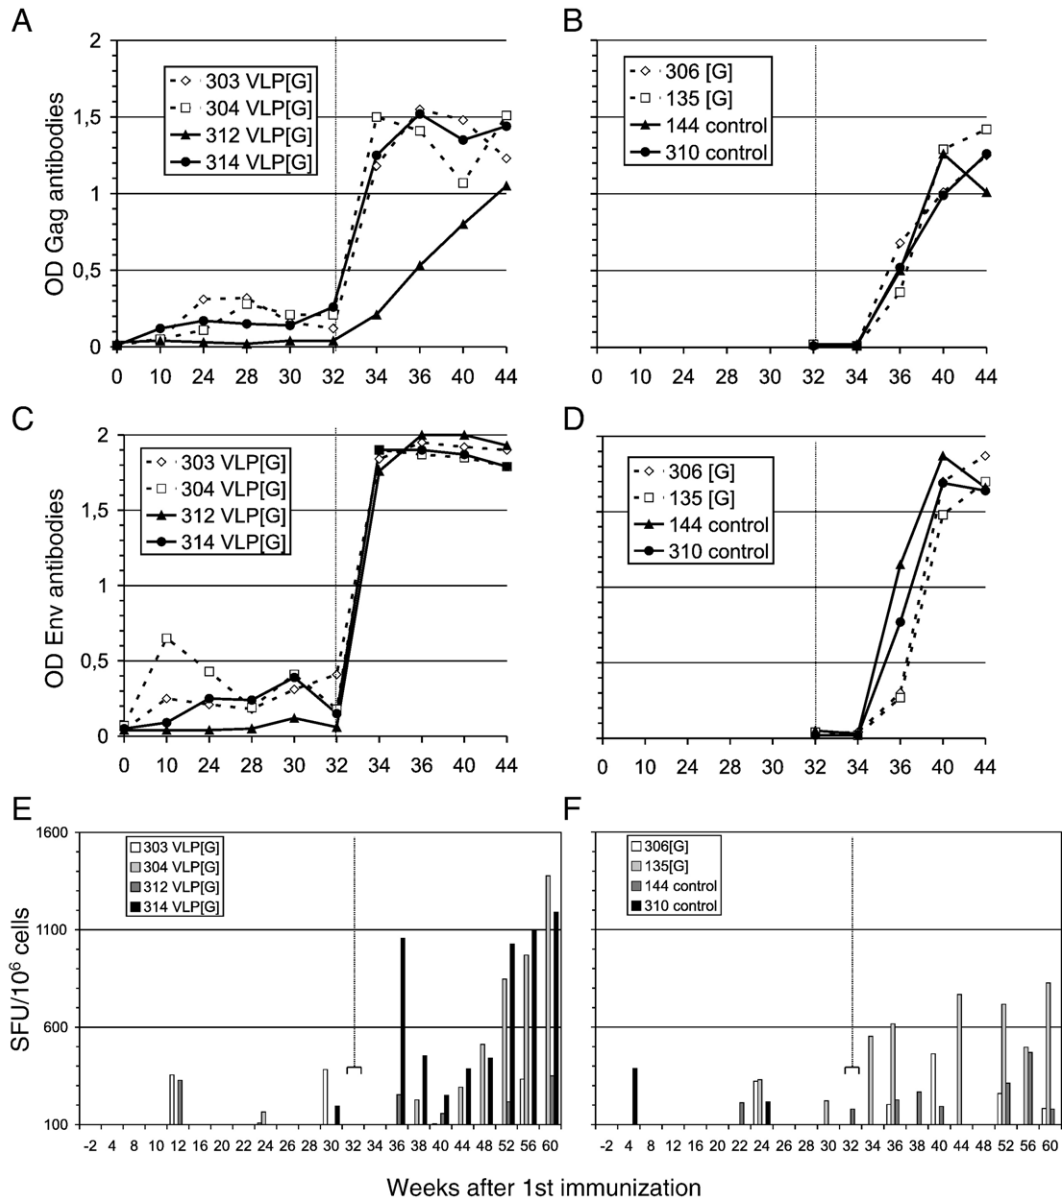 A
2
1.5
1
0,5
0
OD Gag antibodies
303 VLP[G]
304 VLP[G]
312 VLP[G]
314 VLP[G]
0 10 24 28 30 32 34 36 40 44
B
306 [G]
135 [G]
144 control
310 control
0 10 24 28 30 32 34 36 40 44
C
2
1,5
1
0,5
0
OD Env antibodies
303 VLP[G]
304 VLP[G]
312 VLP[G]
314 VLP[G]
0 10 24 28 30 32 34 36 40 44
D
306 [G]
135 [G]
144 control
310 control
0 10 24 28 30 32 34 36 40 44
E
1600
1100
600
100
SFU/10⁶ cells
303 VLP[G]
304 VLP[G]
312 VLP[G]
314 VLP[G]
-2 4 6 8 12 16 20 22 24 28 30 32 36 38 40 44 48 52 56 60
F
306[G]
135[G]
144 control
310 control
-2 4 6 8 12 16 20 22 24 28 30 32 34 36 38 40 44 48 52 56 60
Weeks after 1st immunization